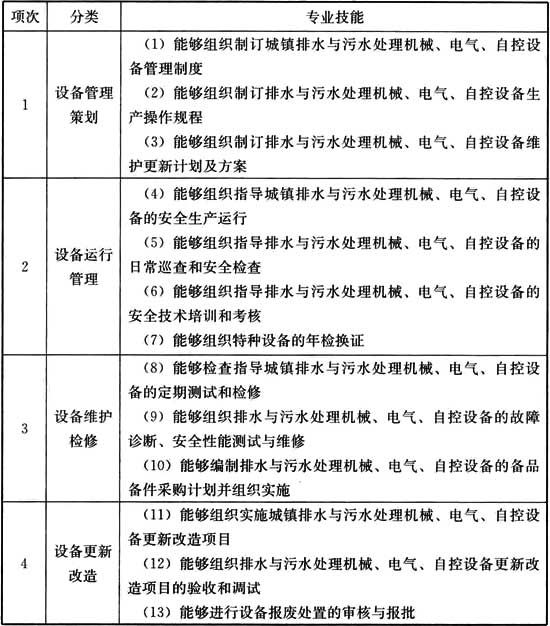 项次 分类 专业技能
1 设备管理策划
（1）能够组织制订城镇排水与污水处理机械、电气、自控设
备管理制度
（2）能够组织制订排水与污水处理机械、电气、自控设备生
产操作规程
（3）能够组织制订排水与污水处理机械、电气、自控设备维
护更新计划及方案
2 设备运行管理
（4）能够组织指导城镇排水与污水处理机械、电气、自控设
备的安全生产运行
（5）能够组织指导排水与污水处理机械、电气、自控设备的
日常巡查和安全检查
（6）能够组织指导排水与污水处理机械、电气、自控设备的
安全技术培训和考核
（7）能够组织特种设备的年检换证
3 设备维护检修
（8）能够检查指导城镇排水与污水处理机械、电气、自控设
备的定期测试和检修
（9）能够组织排水与污水处理机械、电气、自控设备的故障
诊断、安全性能测试与维修
（10）能够编制排水与污水处理机械、电气、自控设备的备品
备件采购计划并组织实施
4 设备更新改造
（11）能够组织实施城镇排水与污水处理机械、电气、自控设
备更新改造项目
（12）能够组织排水与污水处理机械、电气、自控设备更新改
造项目的验收和调试
（13）能够进行设备报废处置的审核与报批